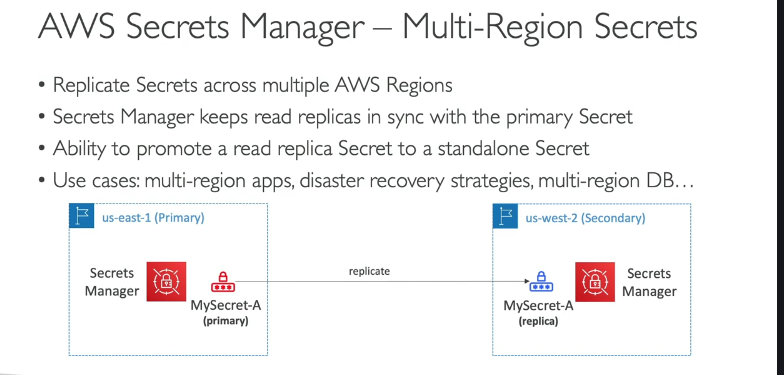 AWS Secrets Manager – Multi-Region Secrets
• Replicate Secrets across multiple AWS Regions
• Secrets Manager keeps read replicas in sync with the primary Secret
• Ability to promote a read replica Secret to a standalone Secret
• Use cases: multi-region apps, disaster recovery strategies, multi-region DB…
us-east-1 (Primary)
Secrets
Manager
MySecret-A
(primary)
replicate
us-west-2 (Secondary)
MySecret-A
(replica)
Secrets
Manager